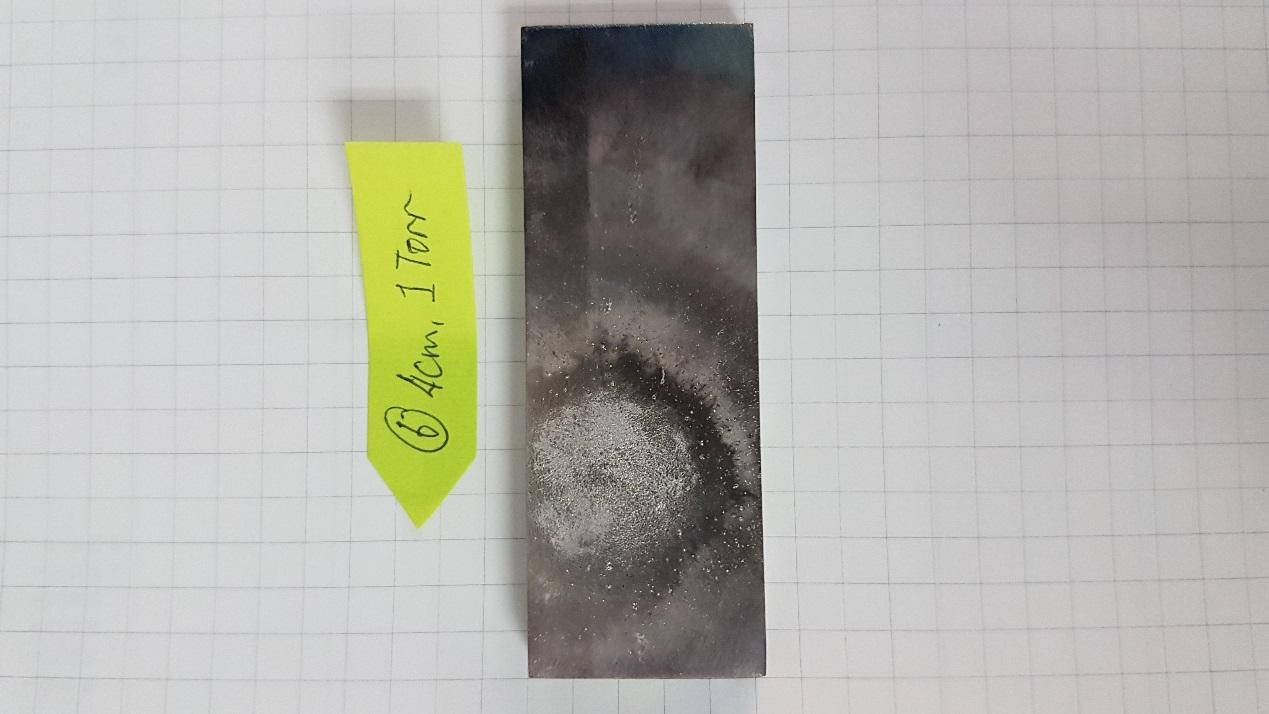 ⑥ 4cm, 1 Torr